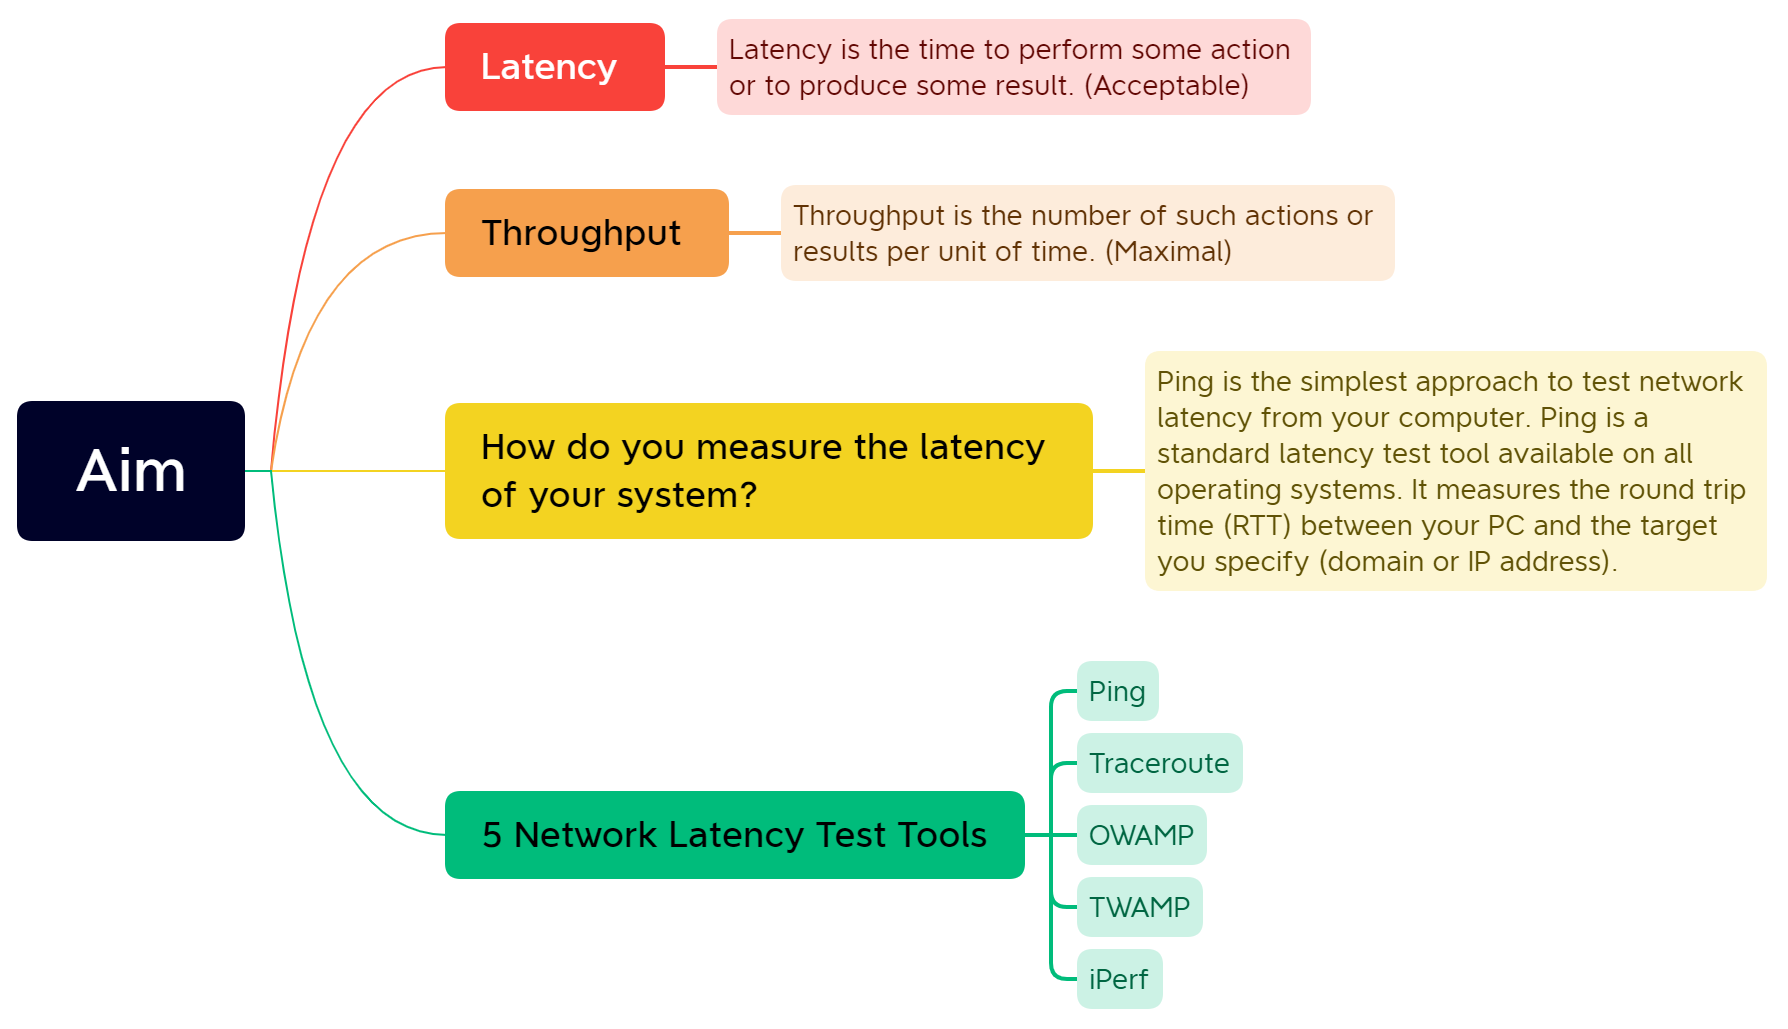 Latency
Latency is the time to perform some action
or to produce some result. (Acceptable)
Throughput
Throughput is the number of such actions or
results per unit of time. (Maximal)
Aim
How do you measure the latency
of your system?
Ping is the simplest approach to test network
latency from your computer. Ping is a
standard latency test tool available on all
operating systems. It measures the round trip
time (RTT) between your PC and the target
you specify (domain or IP address).
5 Network Latency Test Tools
Ping
Traceroute
OWAMP
TWAMP
iPerf